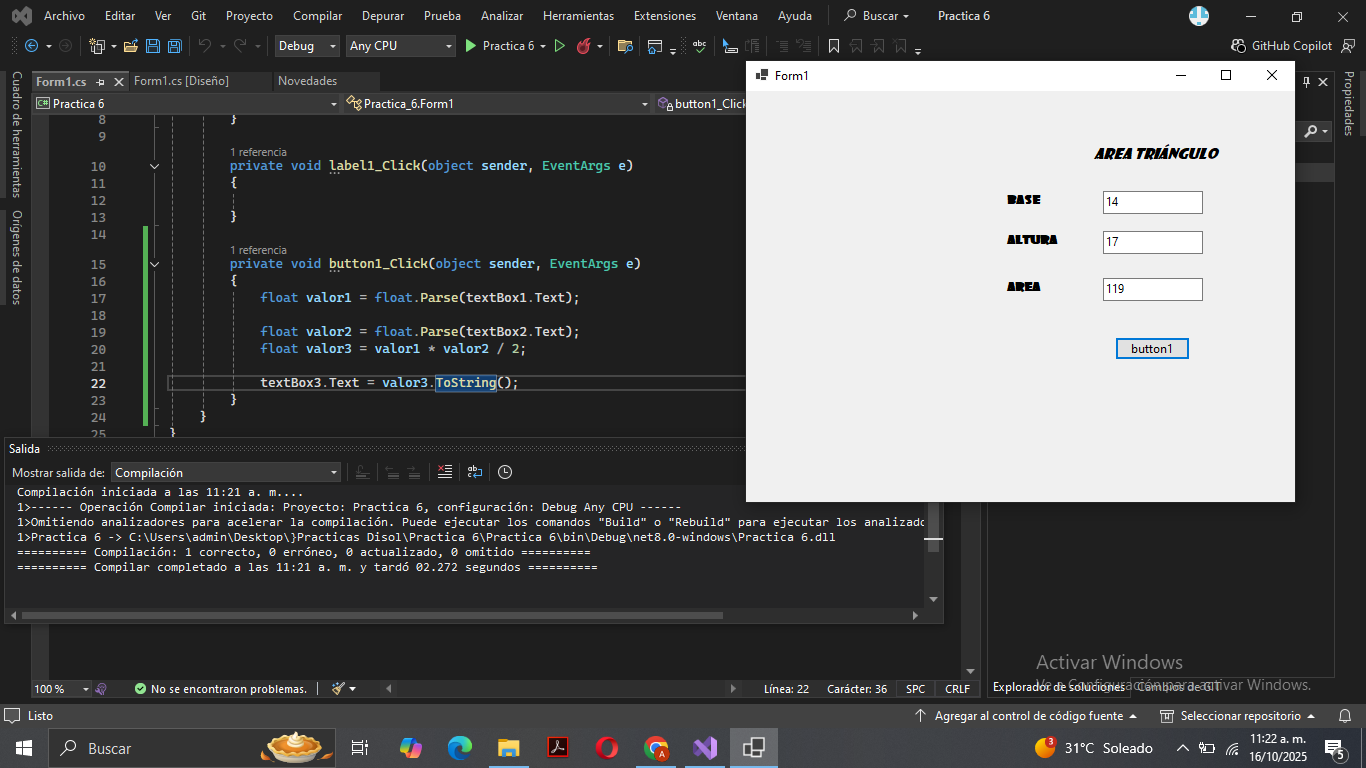 Archivo Editar Ver Git Proyecto Compilar Depurar Prueba Analizar Herramientas Extensiones Ventana Ayuda Buscar Practica 6
Debug Any CPU Practica 6 abc GitHub Copilot
Form1.cs Form1.cs [Diseño] Novedades
Practica 6 Practica_6.Form1 button1_Click
Cuadro de herramientas
Orígenes de datos
Propiedades
8 }
9
1 referencia
10 private void label1_Click(object sender, EventArgs e)
11 {
12
13 }
14
1 referencia
15 private void button1_Click(object sender, EventArgs e)
16 {
17 float valor1 = float.Parse(textBox1.Text);
18
19 float valor2 = float.Parse(textBox2.Text);
20 float valor3 = valor1 * valor2 / 2;
21
22 textBox3.Text = valor3.ToString();
23 }
24 }
25 }
Form1
AREA TRIÁNGULO
BASE 14
ALTURA 17
AREA 119
button1
Salida
Mostrar salida de: Compilación
Compilación iniciada a las 11:21 a. m....
1>------ Operación Compilar iniciada: Proyecto: Practica 6, configuración: Debug Any CPU ------
1>Omitiendo analizadores para acelerar la compilación. Puede ejecutar los comandos "Build" o "Rebuild" para ejecutar los analizado
1>Practica 6 -> C:\Users\admin\Desktop\}Practicas Disol\Practica 6\Practica 6\bin\Debug\net8.0-windows\Practica 6.dll
========== Compilación: 1 correcto, 0 erróneo, 0 actualizado, 0 omitido ==========
========== Compilar completado a las 11:21 a. m. y tardó 02.272 segundos ==========
Activar Windows
Ve a Configuración para activar Windows.
100 % No se encontraron problemas. Línea: 22 Carácter: 36 SPC CRLF
Explorador de soluciones Cambios de GIT
Listo Agregar al control de código fuente Seleccionar repositorio
Buscar 3 31°C Soleado 11:22 a. m.
16/10/2025 5